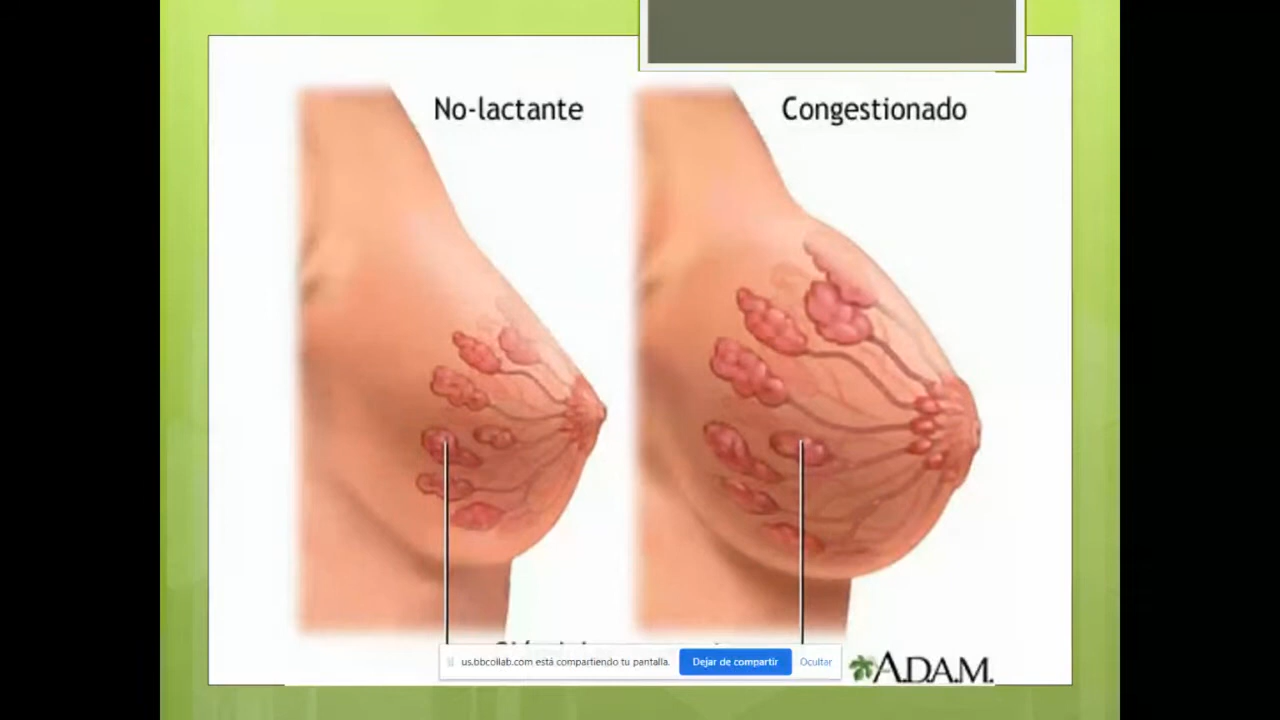 No-lactante
Congestionado
us.bbcollab.com está compartiendo tu pantalla.
Dejar de compartir
Ocultar
A.D.A.M.